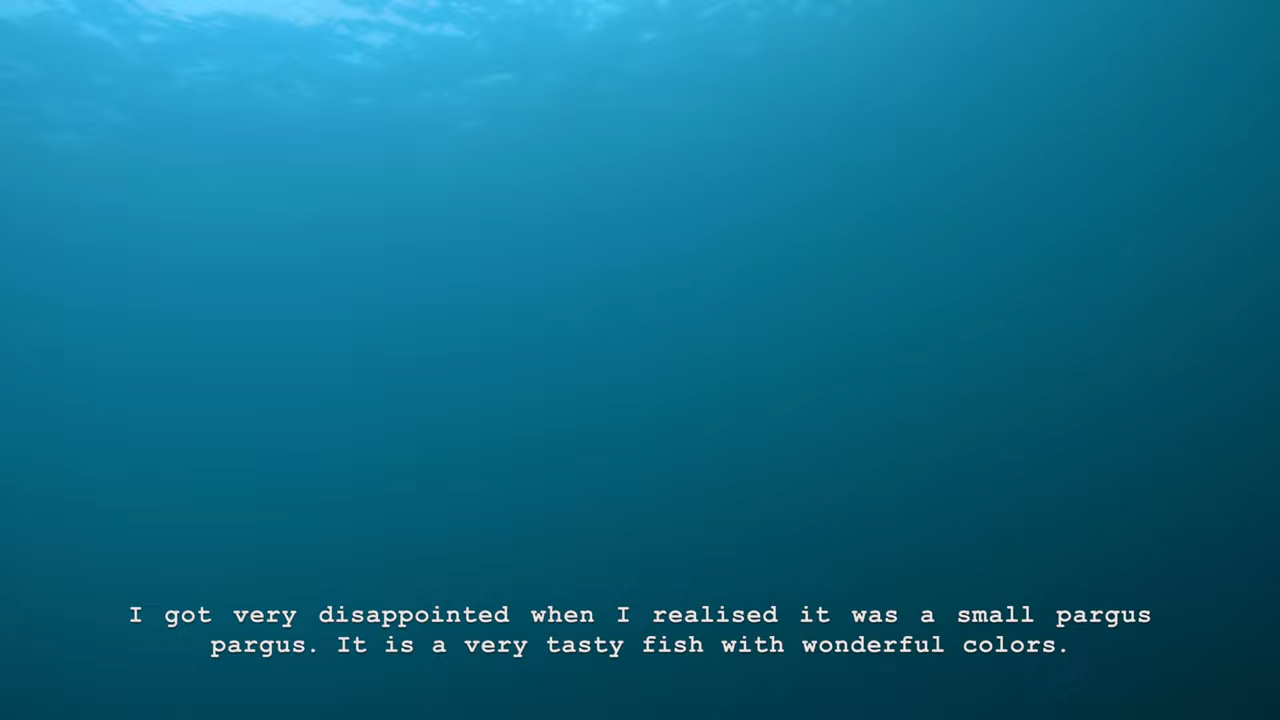 I got very disappointed when I realised it was a small pargus
pargus. It is a very tasty fish with wonderful colors.